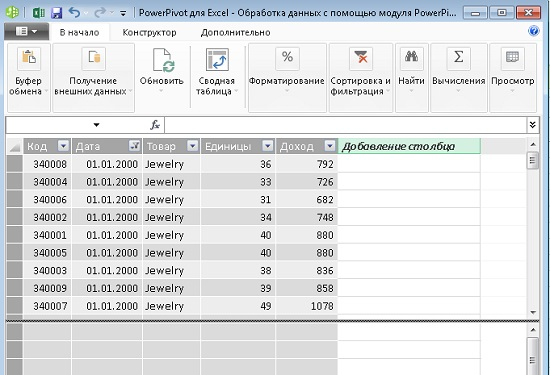 PowerPivot для Excel - Обработка данных с помощью модуля PowerPi...
В начало Конструктор Дополнительно
Буфер обмена
Получение внешних данных
Обновить
Сводная таблица
Форматирование
Сортировка и фильтрация
Найти
Вычисления
Просмотр
fx
Код Дата Товар Единицы Доход Добавление столбца
340008 01.01.2000 Jewelry 36 792
340004 01.01.2000 Jewelry 33 726
340006 01.01.2000 Jewelry 31 682
340002 01.01.2000 Jewelry 34 748
340001 01.01.2000 Jewelry 40 880
340005 01.01.2000 Jewelry 40 880
340003 01.01.2000 Jewelry 38 836
340009 01.01.2000 Jewelry 39 858
340007 01.01.2000 Jewelry 49 1078